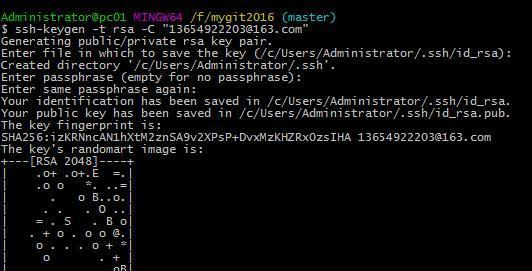 Administrator@pc01 MINGW64 /f/mygit2016 (master)
$ ssh-keygen -t rsa -C "13654922203@163.com"
Generating public/private rsa key pair.
Enter file in which to save the key (/c/Users/Administrator/.ssh/id_rsa):
Created directory '/c/Users/Administrator/.ssh'.
Enter passphrase (empty for no passphrase):
Enter same passphrase again:
Your identification has been saved in /c/Users/Administrator/.ssh/id_rsa.
Your public key has been saved in /c/Users/Administrator/.ssh/id_rsa.pub.
The key fingerprint is:
SHA256:izKRNncAN1hXtM2znSA9v2XPsP+DvxMzKHZRxOzsIHA 13654922203@163.com
The key's randomart image is:
+---[RSA 2048]----+
|    .o+ .o+.E  =.|
|    .o o   *. ..=|
|      .   o B..o.|
|     . .   . O ..|
|    = . S   . B o|
|   . + o . o o @.|
|    o . . . o + *|
|     o       . + |
|              oB|